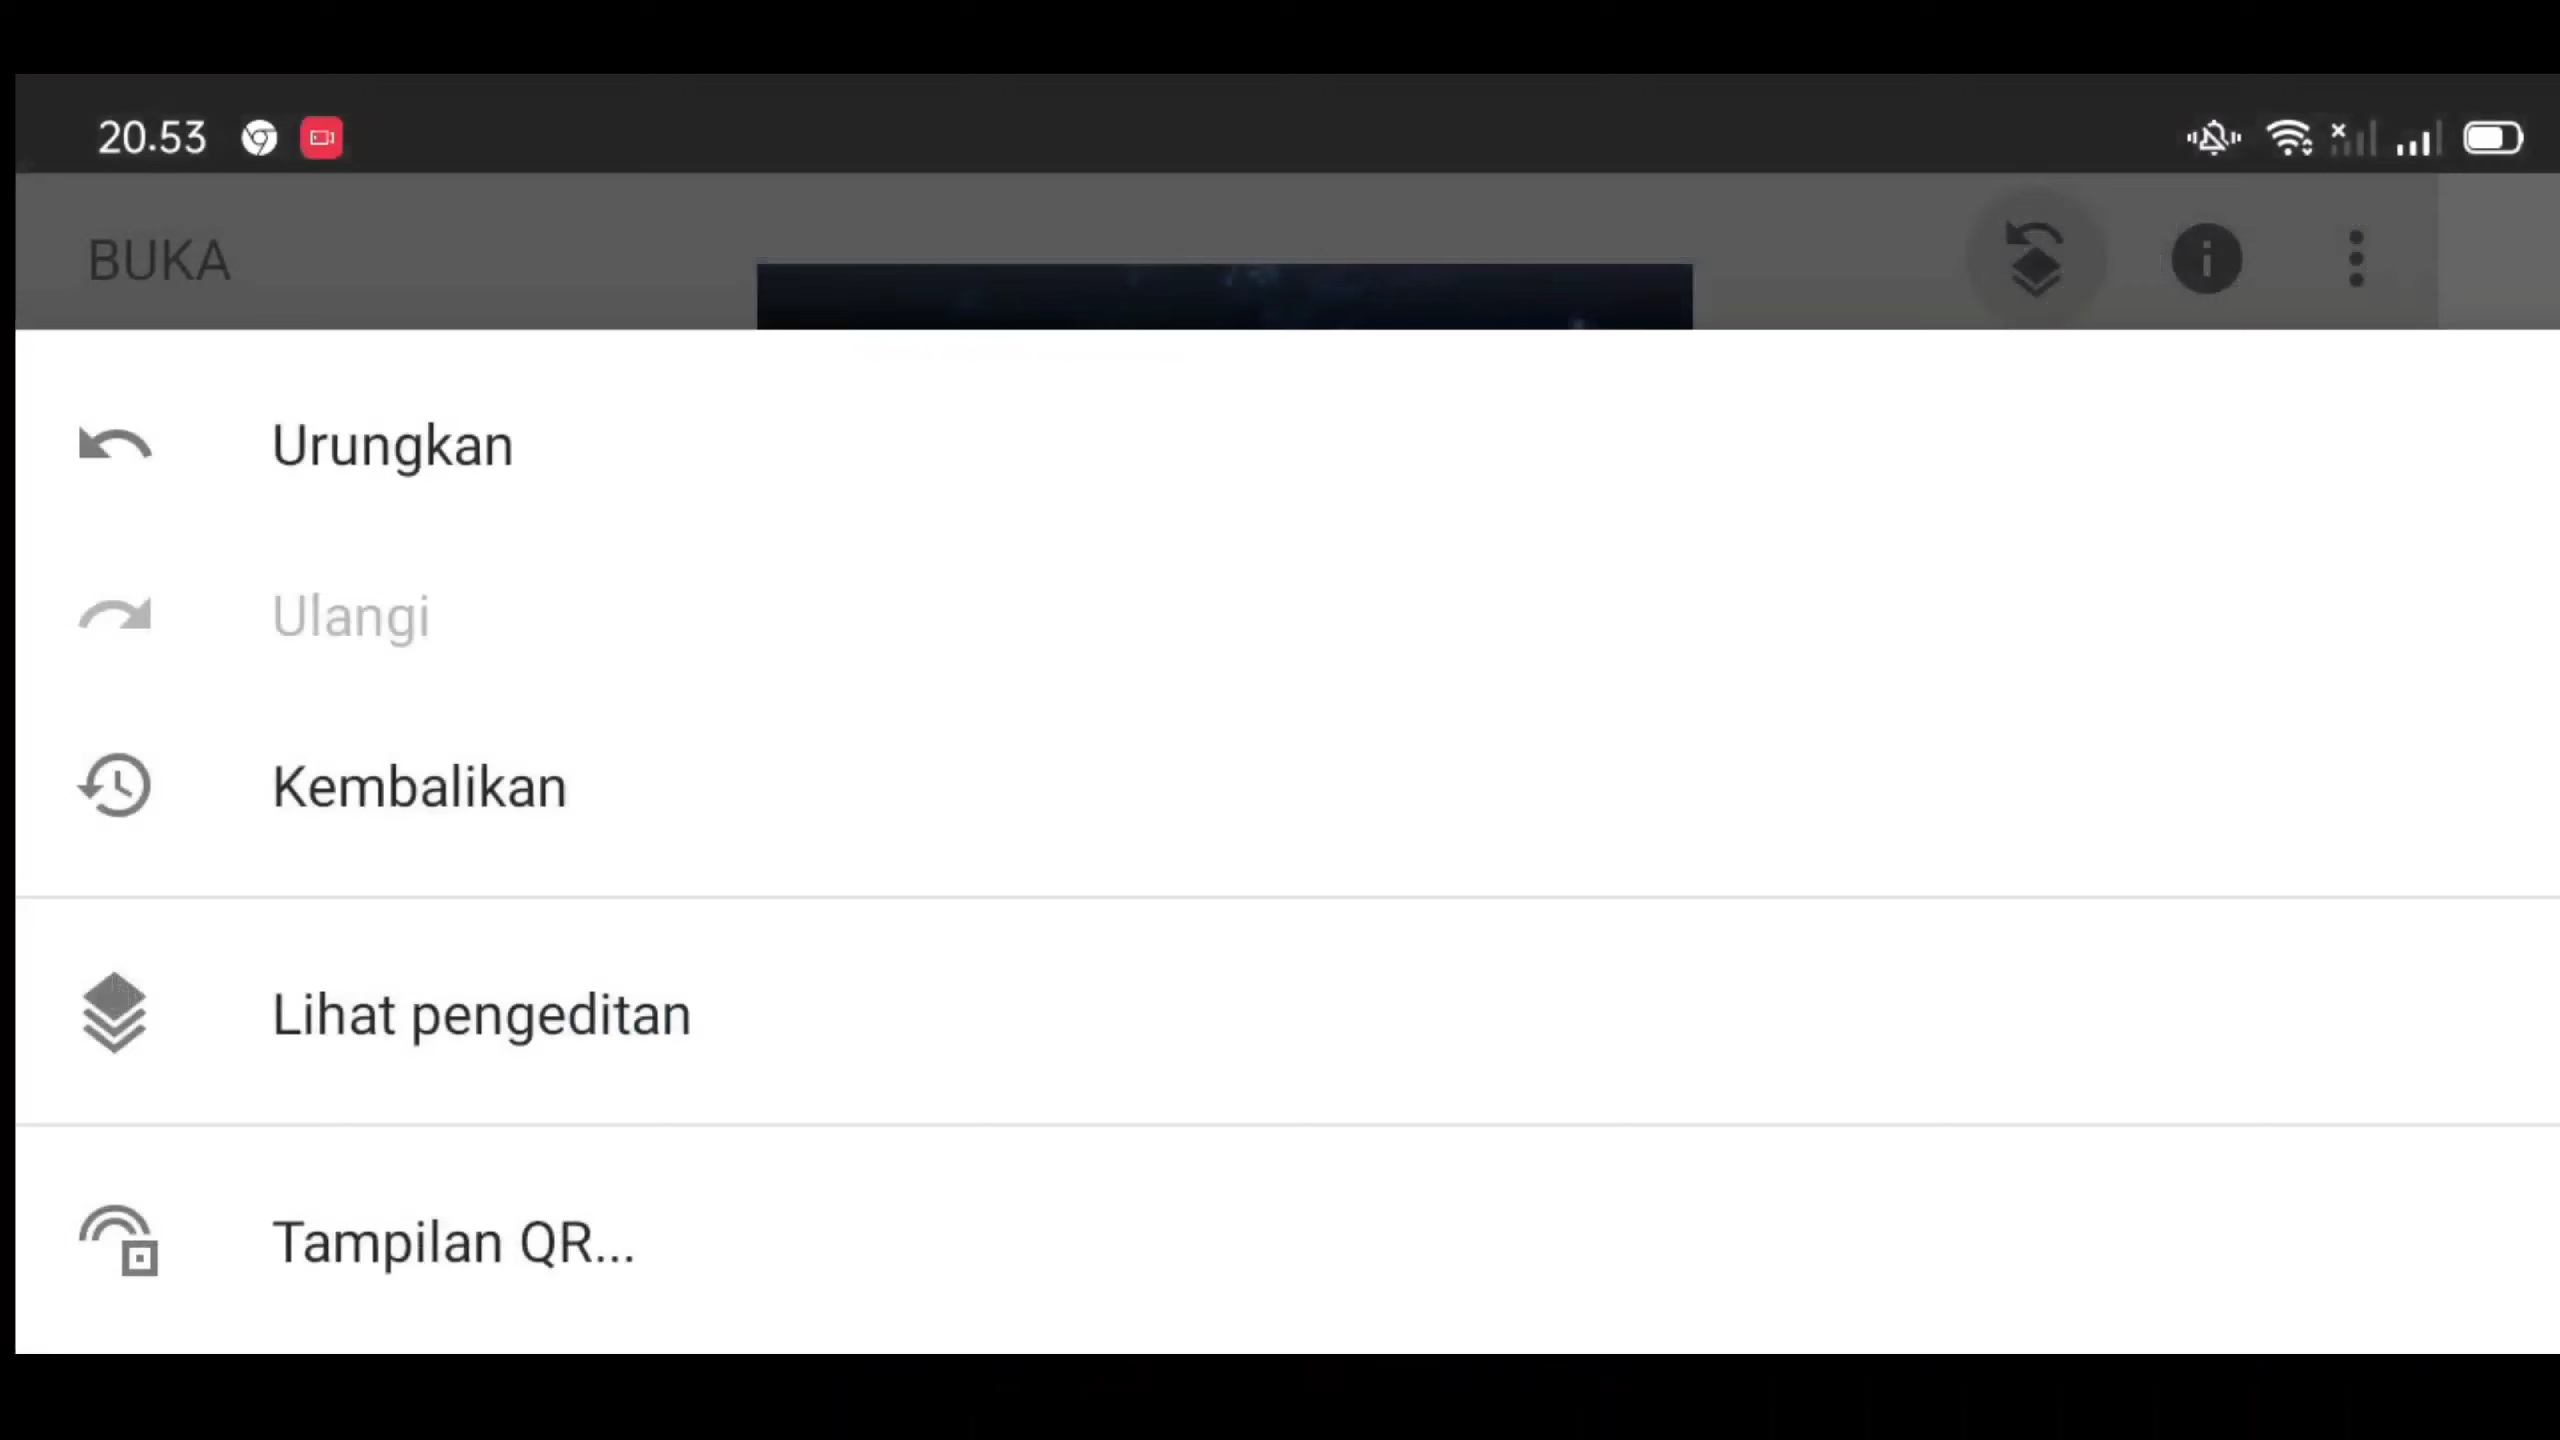 20.53
BUKA
Urungkan
Ulangi
Kembalikan
Lihat pengeditan
Tampilan QR...